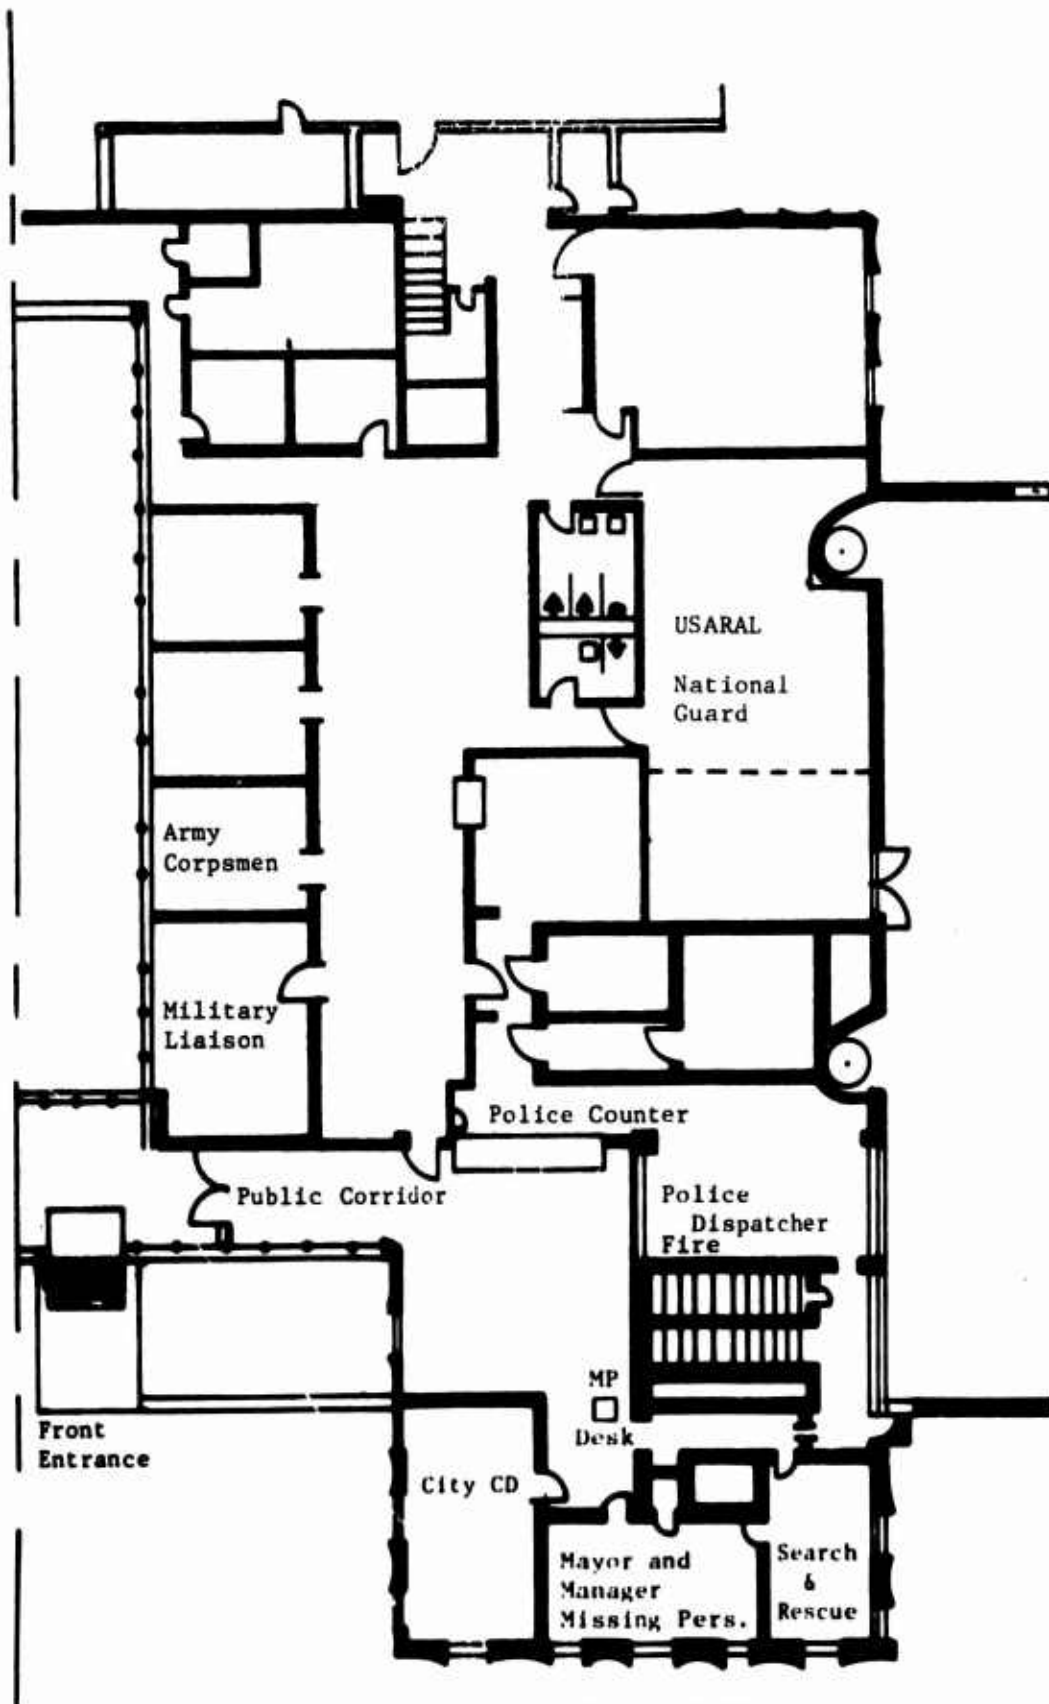 USARAL
National
Guard
Army
Corpsmen
Military
Liaison
Police Counter
Public Corridor
Police
Dispatcher
Fire
MP
Desk
Front
Entrance
City CD
Mayor and
Manager
Missing Pers.
Search
&
Rescue